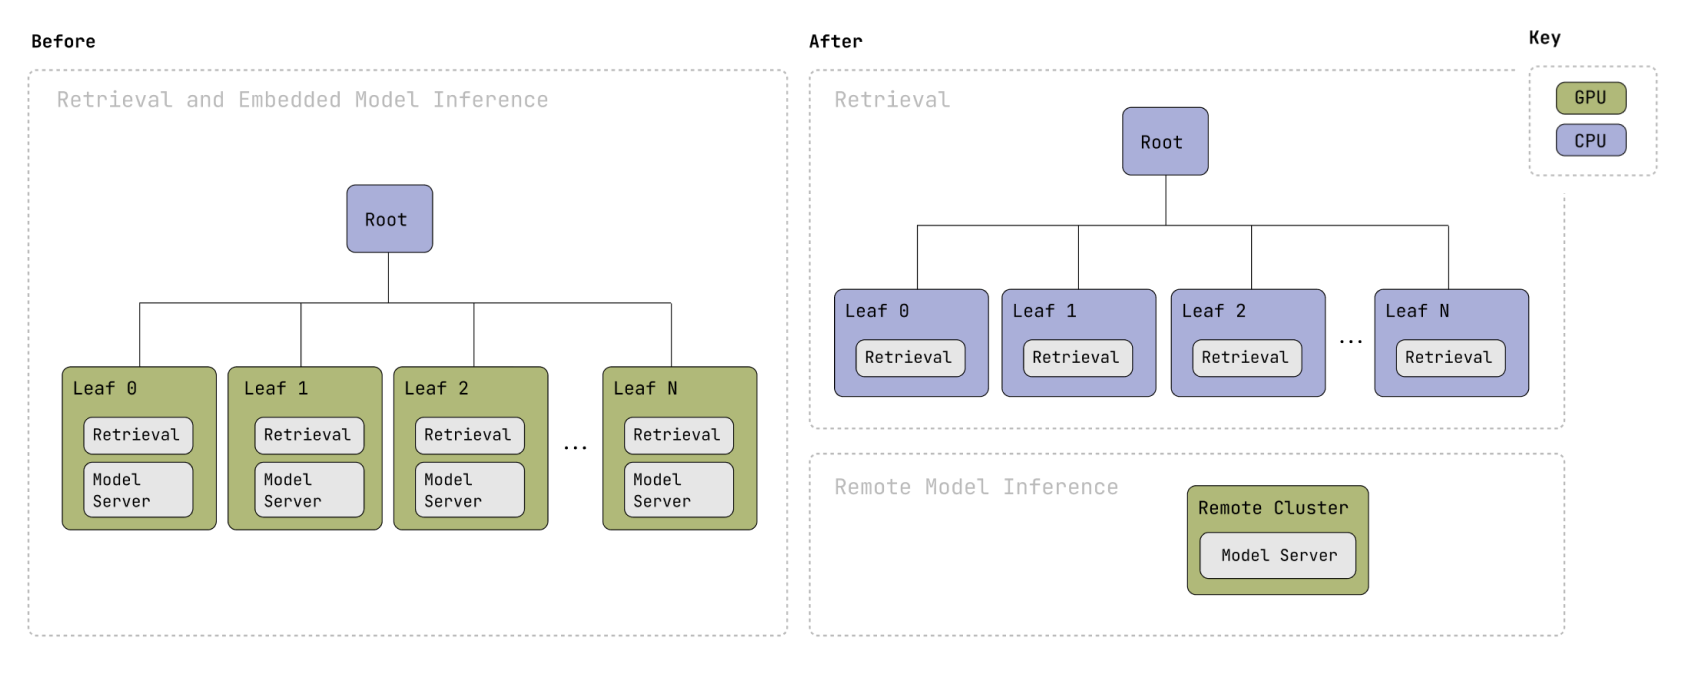 Before
Retrieval and Embedded Model Inference
Root
Leaf 0
Retrieval
Model
Server
Leaf 1
Retrieval
Model
Server
Leaf 2
Retrieval
Model
Server
...
Leaf N
Retrieval
Model
Server
After
Retrieval
Root
Leaf 0
Retrieval
Leaf 1
Retrieval
Leaf 2
Retrieval
...
Leaf N
Retrieval
Remote Model Inference
Remote Cluster
Model Server
Key
GPU
CPU